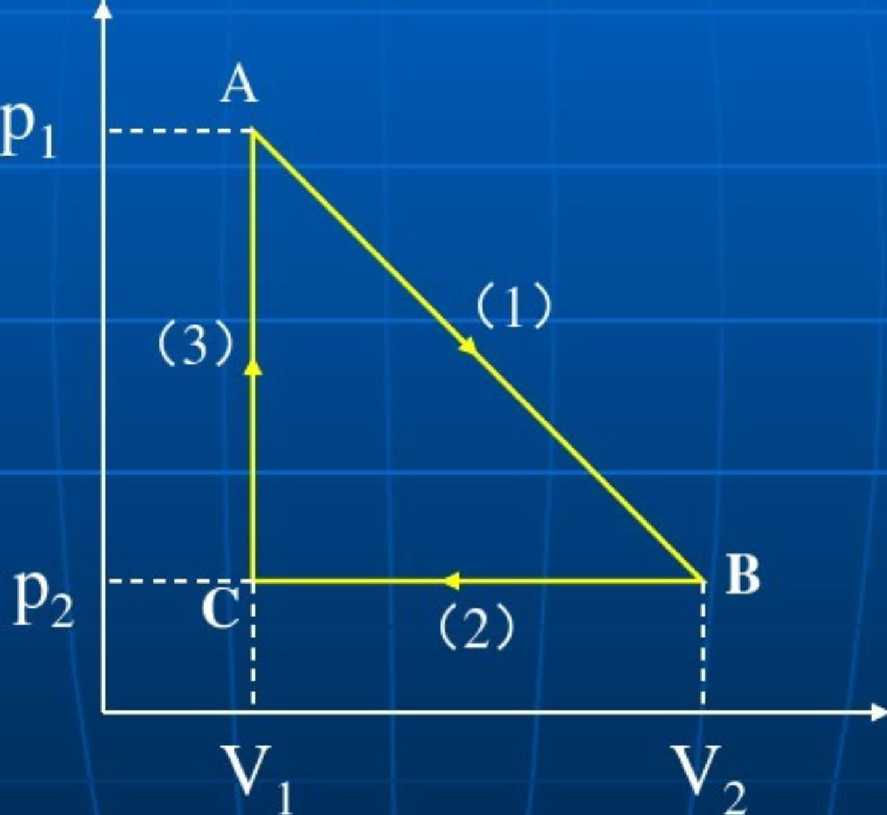 A
p₁
（1）
（3）
B
p₂
C
（2）
V₁
V₂